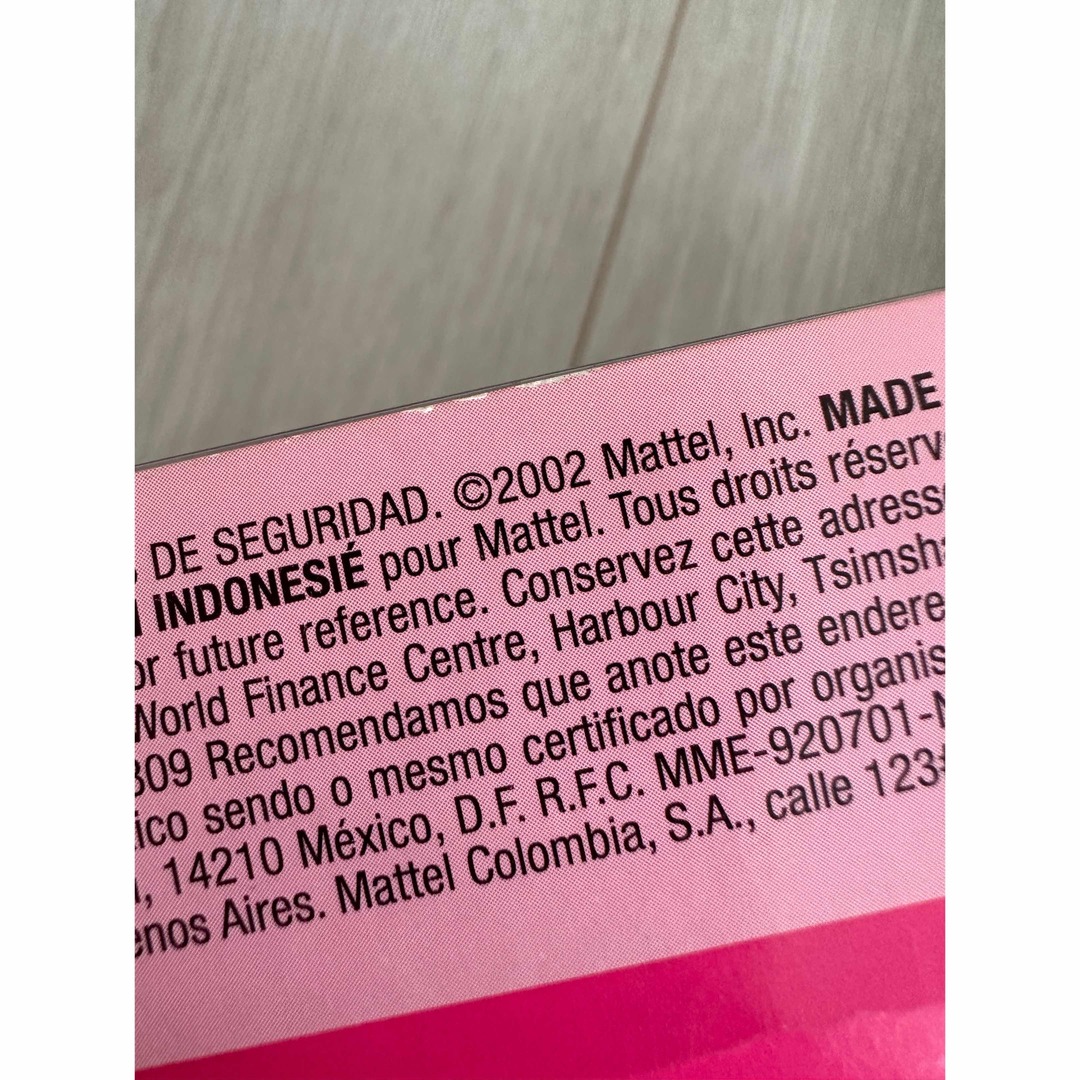 DE SEGURIDAD. ©2002 Mattel, Inc. MADE
INDONESIÉ pour Mattel. Tous droits réserv
or future reference. Conservez cette adresse
World Finance Centre, Harbour City, Tsimsha
309 Recomendamos que anote este endere
ico sendo o mesmo certificado por organis
, 14210 México, D.F. R.F.C. MME-920701-N
enos Aires. Mattel Colombia, S.A., calle 123